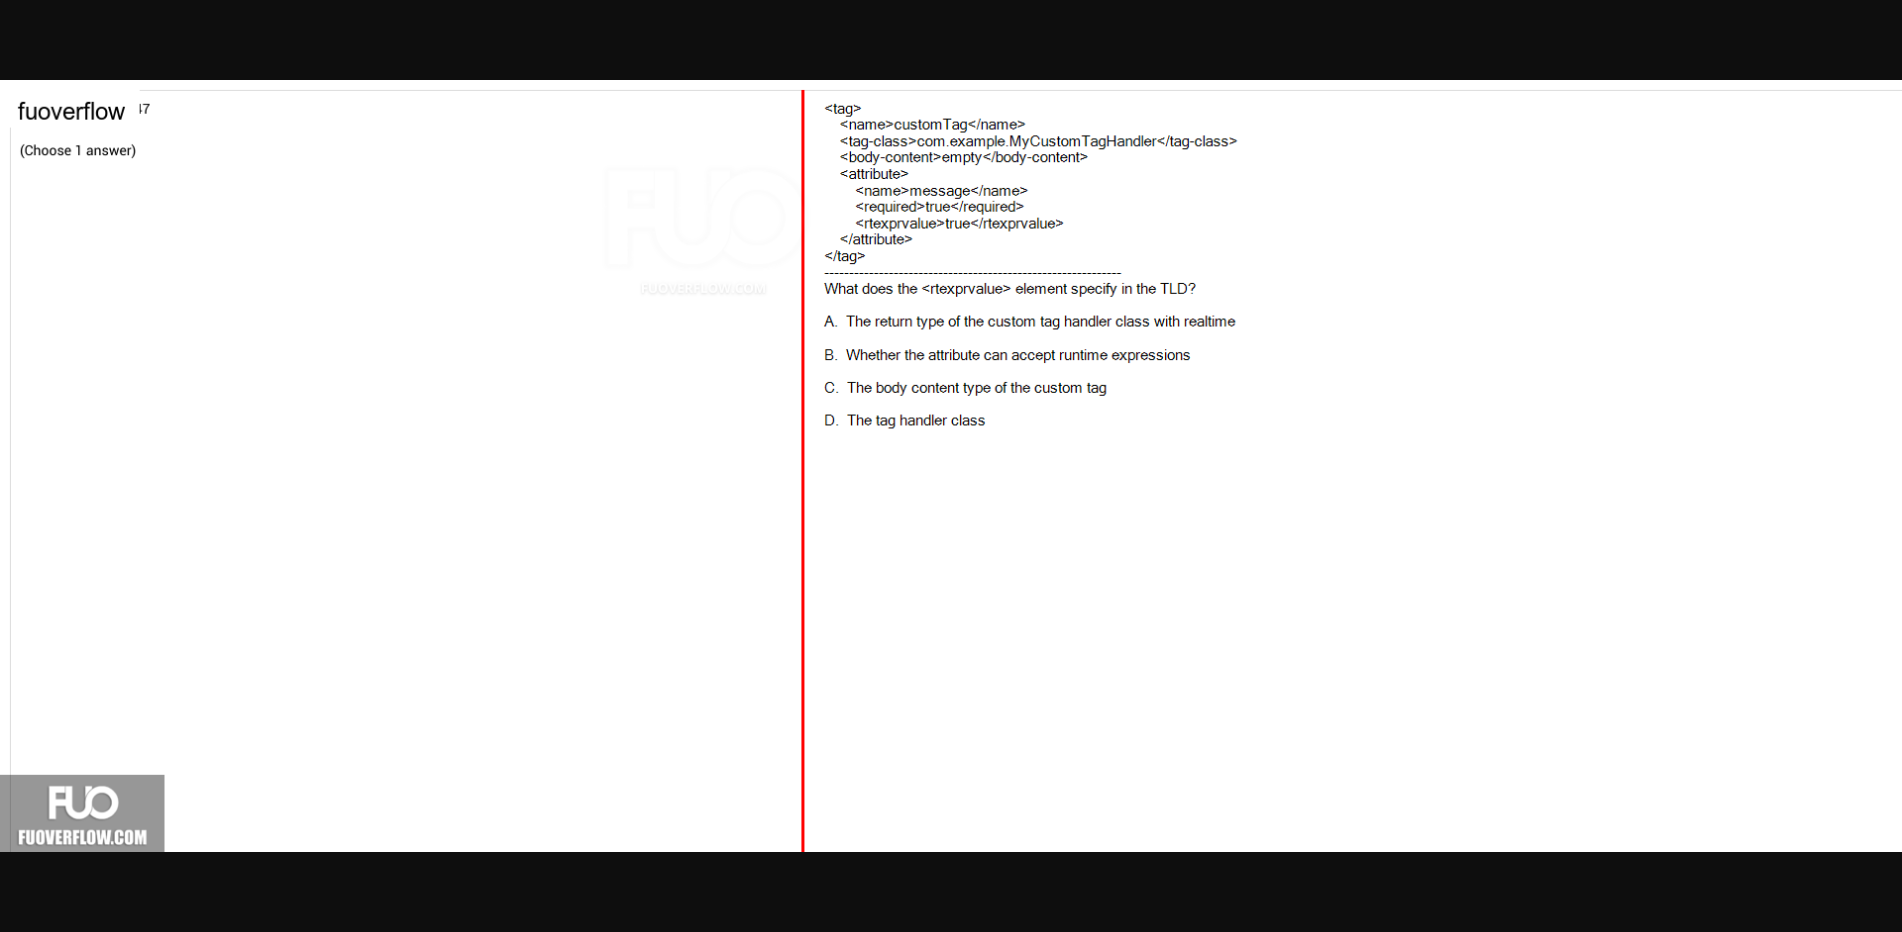 fuoverflow 47
(Choose 1 answer)
FUO
FUOVERFLOW.COM
<tag>
<name>customTag</name>
<tag-class>com.example.MyCustomTagHandler</tag-class>
<body-content>empty</body-content>
<attribute>
<name>message</name>
<required>true</required>
<rtexprvalue>true</rtexprvalue>
</attribute>
</tag>
------------------------------------------------------------
What does the <rtexprvalue> element specify in the TLD?
A. The return type of the custom tag handler class with realtime
B. Whether the attribute can accept runtime expressions
C. The body content type of the custom tag
D. The tag handler class
FUO
FUOVERFLOW.COM